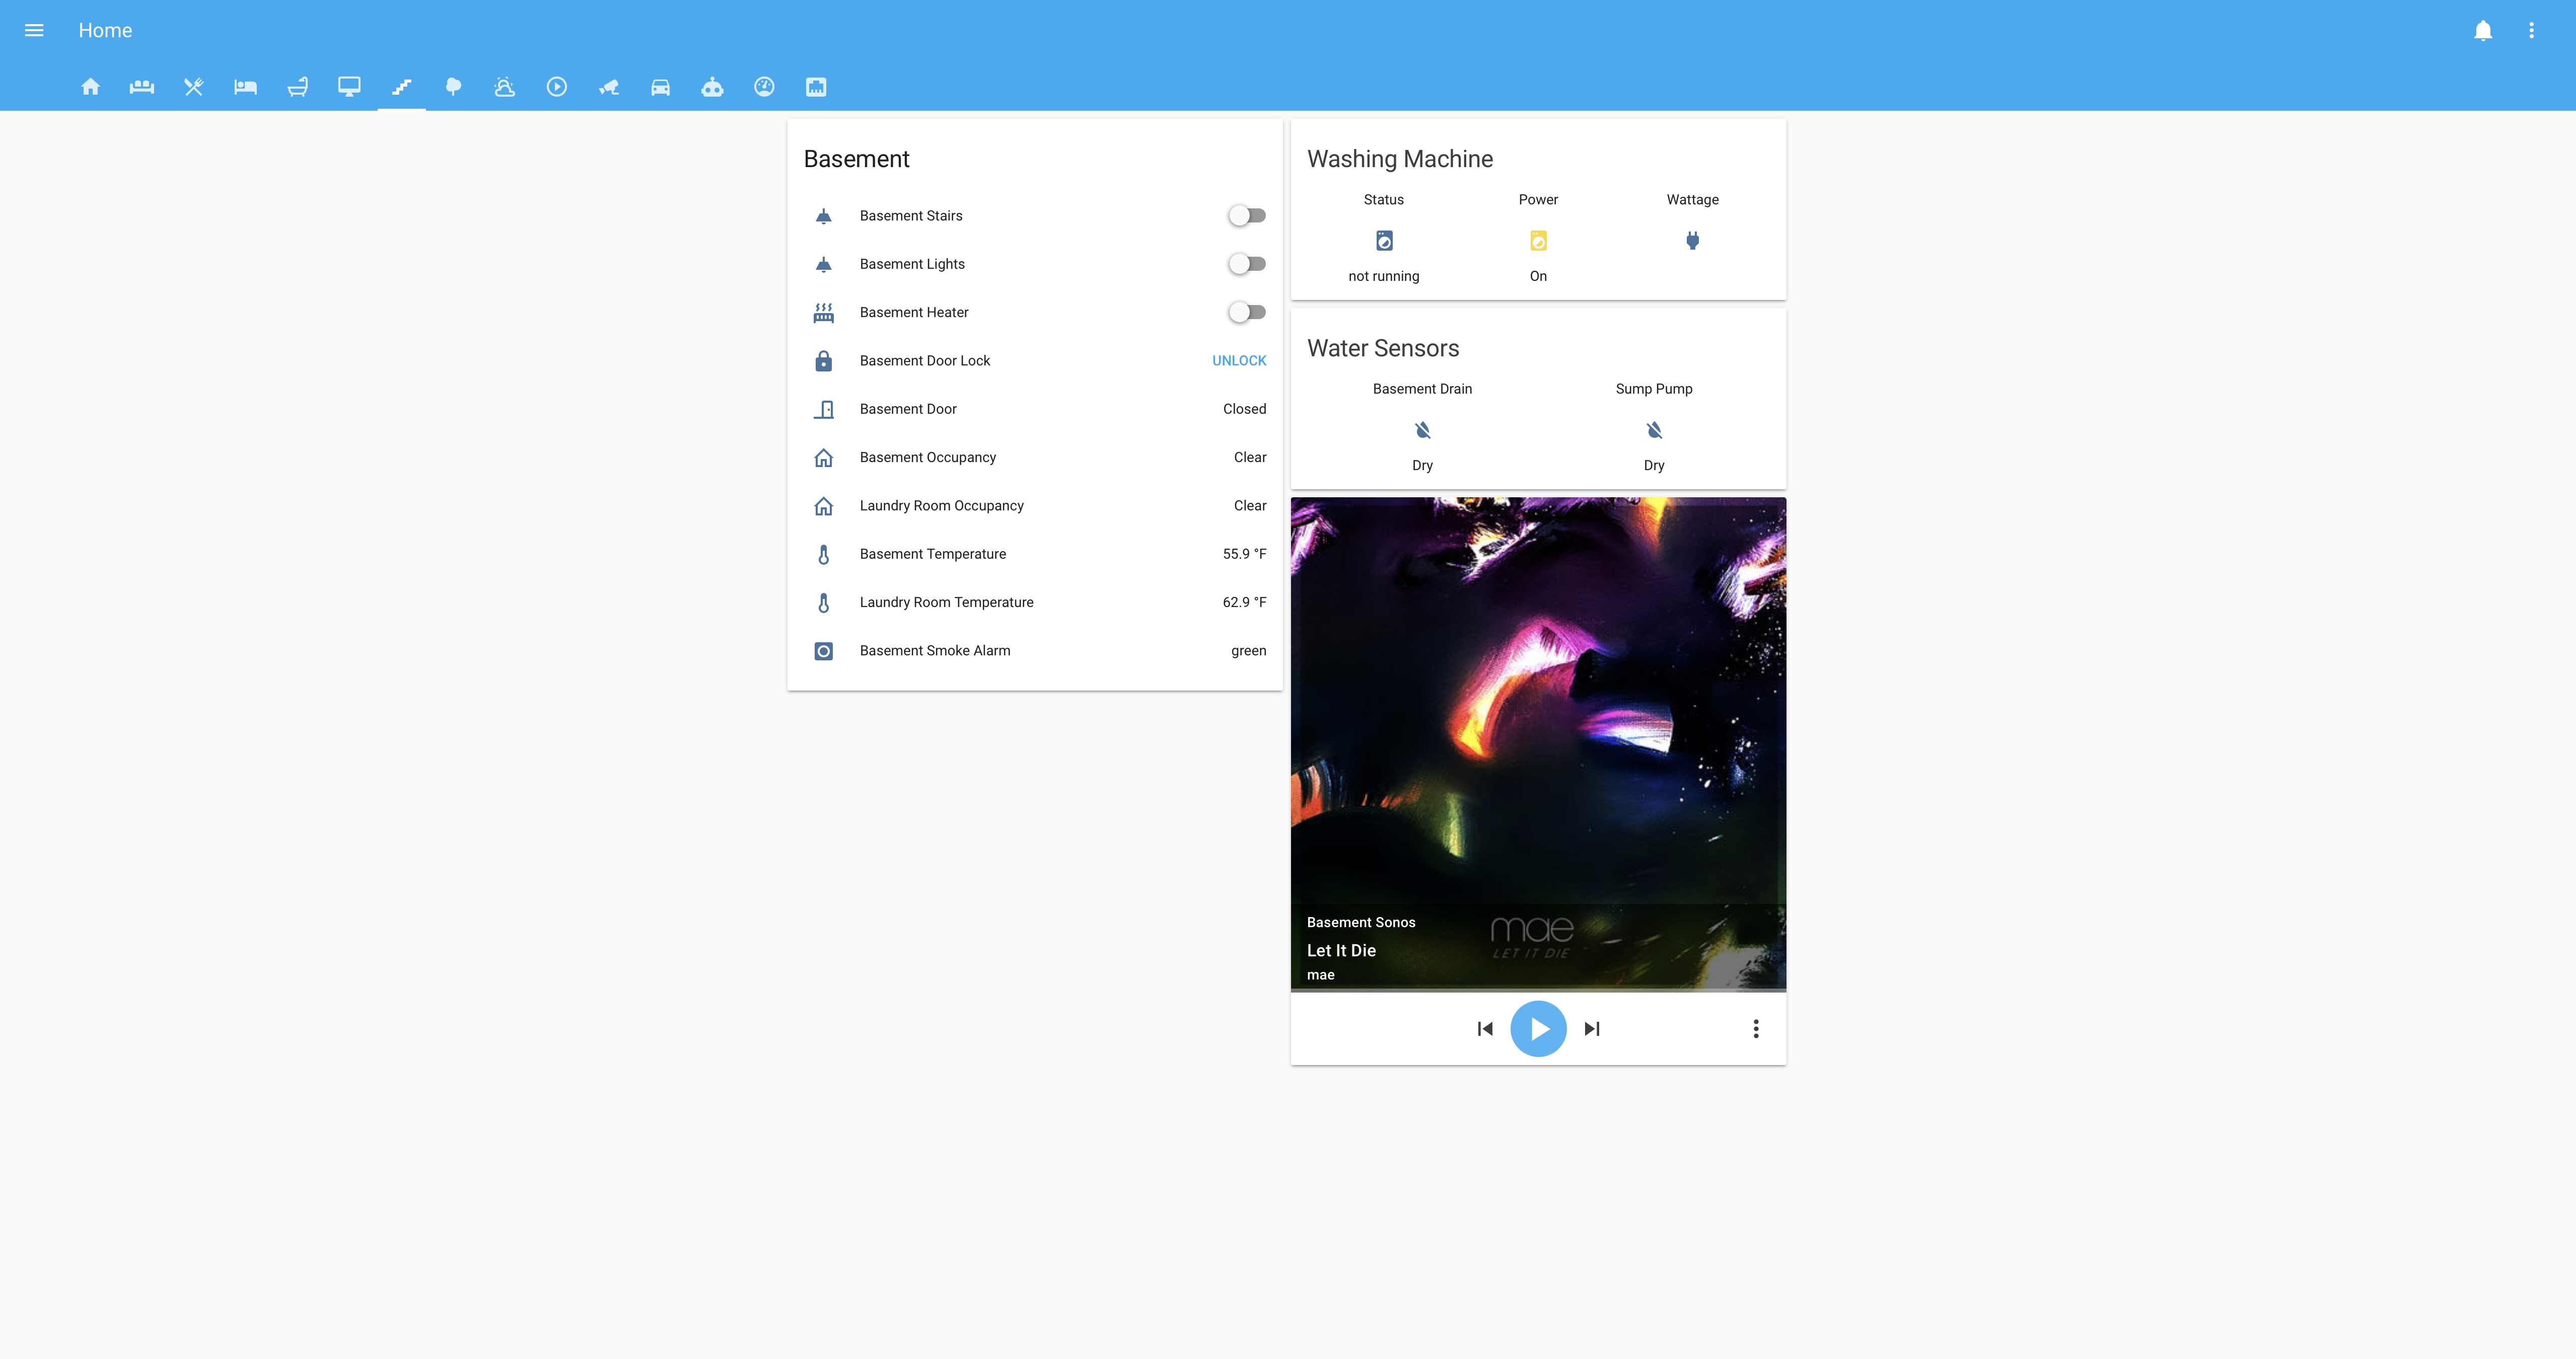 Home
Basement
Basement Stairs
Basement Lights
Basement Heater
Basement Door Lock UNLOCK
Basement Door Closed
Basement Occupancy Clear
Laundry Room Occupancy Clear
Basement Temperature 55.9 °F
Laundry Room Temperature 62.9 °F
Basement Smoke Alarm green
Washing Machine
Status Power Wattage
not running On
Water Sensors
Basement Drain Sump Pump
Dry Dry
mae
LET IT DIE
Basement Sonos
Let It Die
mae